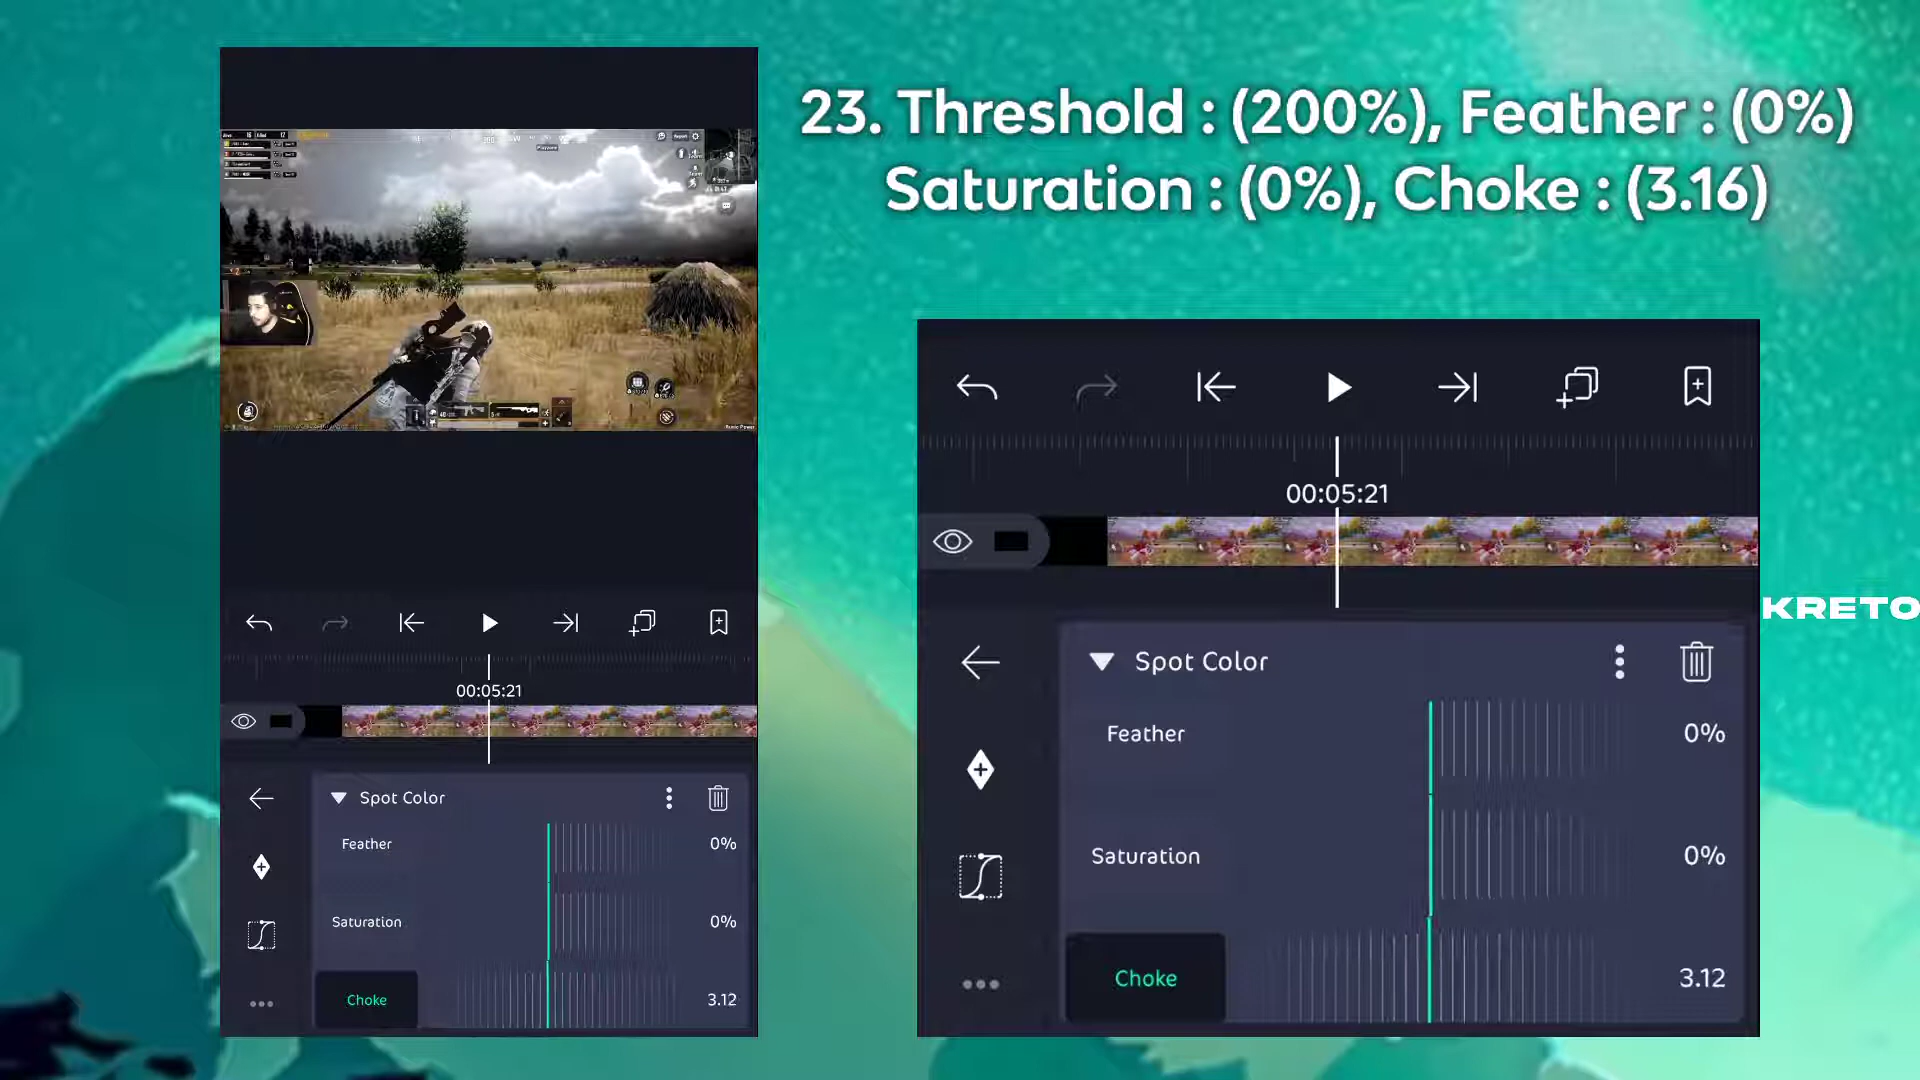 23. Threshold : (200%), Feather : (0%)
Saturation : (0%), Choke : (3.16)
00:05:21
Spot Color
Feather
0%
Saturation
0%
Choke
3.12
00:05:21
Spot Color
Feather
0%
Saturation
0%
Choke
3.12
KRETO